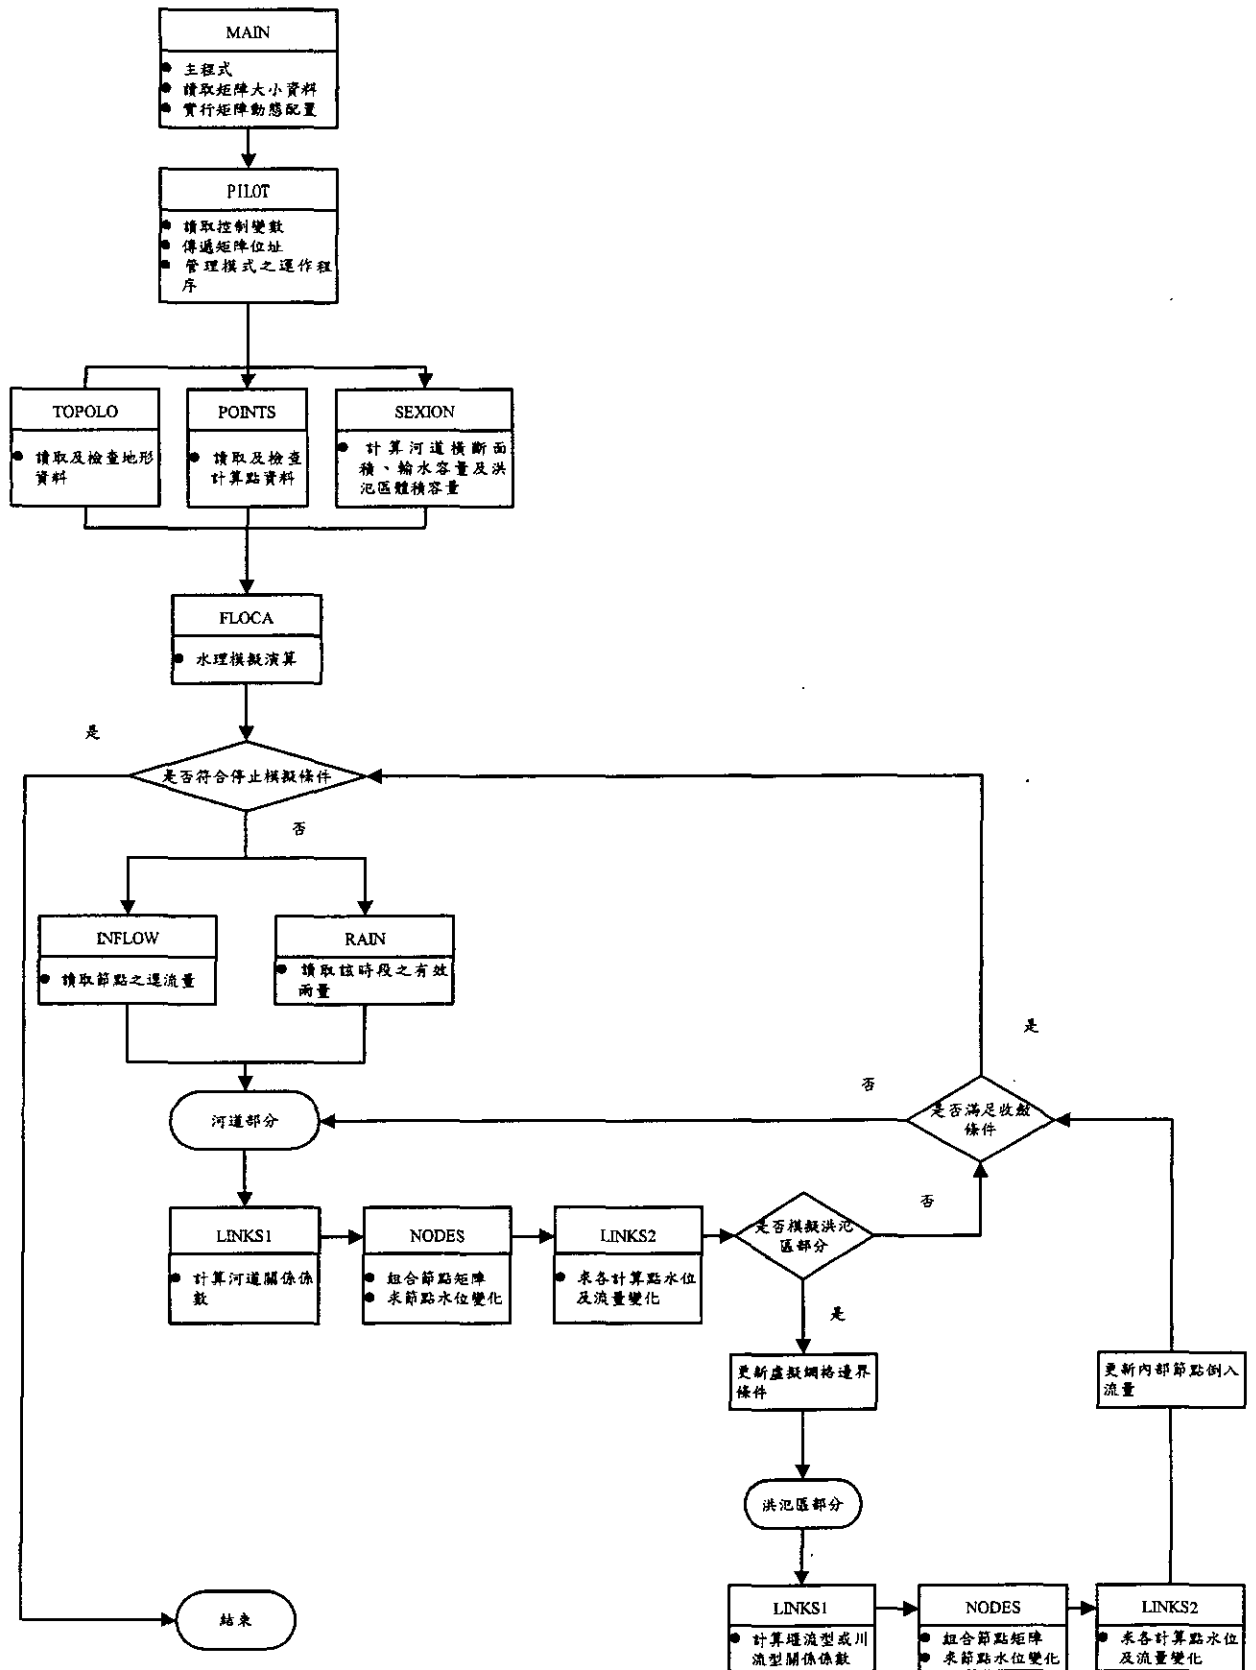 MAIN
● 主程式
● 讀取矩陣大小資料
● 實行矩陣動態配置
PILOT
● 讀取控制變數
● 傳遞矩陣位址
● 管理模式之運作程
序
TOPOLO
● 讀取及檢查地形
資料
POINTS
● 讀取及檢查
計算點資料
SEXION
● 計算河道橫斷面
積、輸水容量及洪
氾區體積容量
FLOCA
● 水理模擬演算
是
是否符合停止模擬條件
否
INFLOW
● 讀取節點之逕流量
RAIN
● 讀取該時段之有效
雨量
是
河道部分
否
是否滿足收斂
條件
LINKS1
● 計算河道關係係
數
NODES
● 組合節點矩陣
● 求節點水位變化
LINKS2
● 求各計算點水位
及流量變化
是否模擬洪氾
區部分
否
是
更新虛擬網格邊界
條件
更新內部節點倒入
流量
洪氾區部分
結束
LINKS1
● 計算堰流型或川
流型關係係數
NODES
● 組合節點矩陣
● 求節點水位變化
LINKS2
● 求各計算點水位
及流量變化